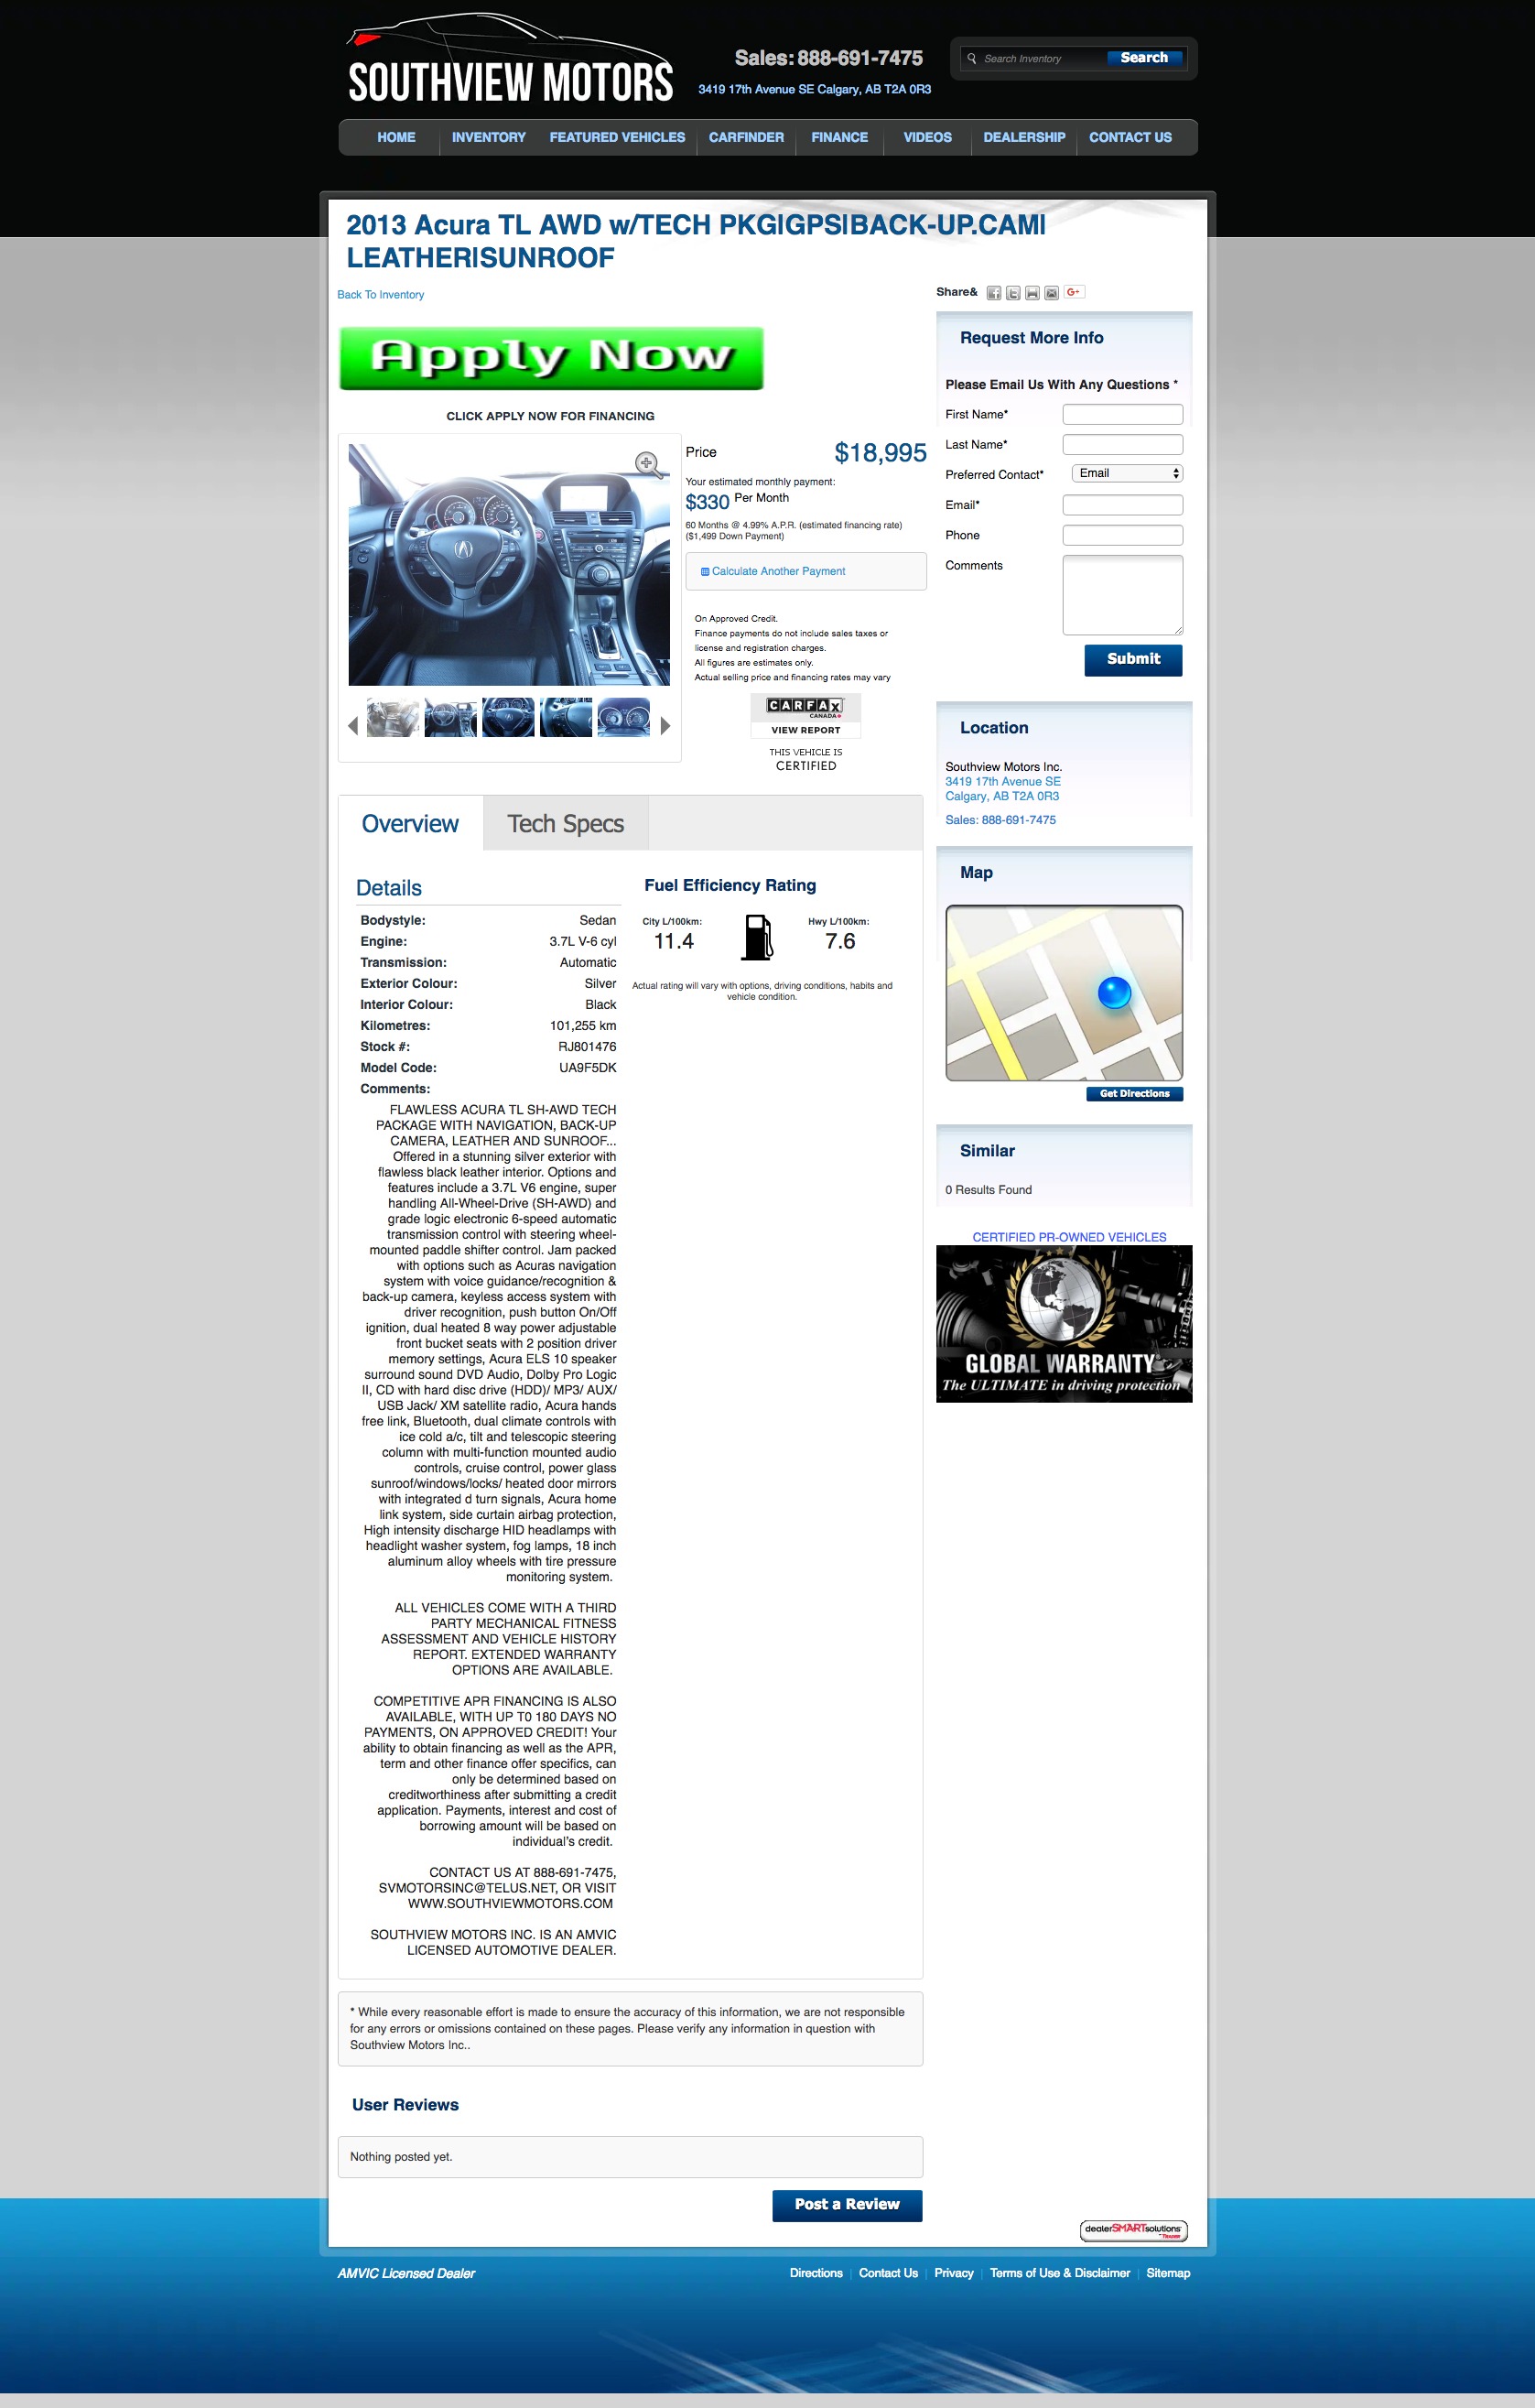 SOUTHVIEW MOTORS
Sales: 888-691-7475
3419 17th Avenue SE Calgary, AB T2A 0R3
Search Inventory
Search
HOME
INVENTORY
FEATURED VEHICLES
CARFINDER
FINANCE
VIDEOS
DEALERSHIP
CONTACT US
2013 Acura TL AWD w/TECH PKGIGPSIBACK-UP.CAMI
LEATHERISUNROOF
Back To Inventory
Share&
G+
Apply Now
CLICK APPLY NOW FOR FINANCING
Price
$18,995
Your estimated monthly payment:
$330 Per Month
60 Months @ 4.99% A.P.R. (estimated financing rate)
($1,499 Down Payment)
Calculate Another Payment
On Approved Credit.
Finance payments do not include sales taxes or
license and registration charges.
All figures are estimates only.
Actual selling price and financing rates may vary
CARFAX
CANADA
VIEW REPORT
THIS VEHICLE IS
CERTIFIED
Request More Info
Please Email Us With Any Questions *
First Name*
Last Name*
Preferred Contact*
Email
Email*
Phone
Comments
Submit
Location
Southview Motors Inc.
3419 17th Avenue SE
Calgary, AB T2A 0R3
Sales: 888-691-7475
Map
Get Directions
Similar
0 Results Found
CERTIFIED PR-OWNED VEHICLES
GLOBAL WARRANTY
The ULTIMATE in driving protection
Overview
Tech Specs
Details
Bodystyle: Sedan
Engine: 3.7L V-6 cyl
Transmission: Automatic
Exterior Colour: Silver
Interior Colour: Black
Kilometres: 101,255 km
Stock #: RJ801476
Model Code: UA9F5DK
Comments:
FLAWLESS ACURA TL SH-AWD TECH
PACKAGE WITH NAVIGATION, BACK-UP
CAMERA, LEATHER AND SUNROOF...
Offered in a stunning silver exterior with
flawless black leather interior. Options and
features include a 3.7L V6 engine, super
handling All-Wheel-Drive (SH-AWD) and
grade logic electronic 6-speed automatic
transmission control with steering wheel-
mounted paddle shifter control. Jam packed
with options such as Acuras navigation
system with voice guidance/recognition &
back-up camera, keyless access system with
driver recognition, push button On/Off
ignition, dual heated 8 way power adjustable
front bucket seats with 2 position driver
memory settings, Acura ELS 10 speaker
surround sound DVD Audio, Dolby Pro Logic
II, CD with hard disc drive (HDD)/ MP3/ AUX/
USB Jack/ XM satellite radio, Acura hands
free link, Bluetooth, dual climate controls with
ice cold a/c, tilt and telescopic steering
column with multi-function mounted audio
controls, cruise control, power glass
sunroof/windows/locks/ heated door mirrors
with integrated d turn signals, Acura home
link system, side curtain airbag protection,
High intensity discharge HID headlamps with
headlight washer system, fog lamps, 18 inch
aluminum alloy wheels with tire pressure
monitoring system.
ALL VEHICLES COME WITH A THIRD
PARTY MECHANICAL FITNESS
ASSESSMENT AND VEHICLE HISTORY
REPORT. EXTENDED WARRANTY
OPTIONS ARE AVAILABLE.
COMPETITIVE APR FINANCING IS ALSO
AVAILABLE, WITH UP T0 180 DAYS NO
PAYMENTS, ON APPROVED CREDIT! Your
ability to obtain financing as well as the APR,
term and other finance offer specifics, can
only be determined based on
creditworthiness after submitting a credit
application. Payments, interest and cost of
borrowing amount will be based on
individual's credit.
CONTACT US AT 888-691-7475,
SVMOTORSINC@TELUS.NET, OR VISIT
WWW.SOUTHVIEWMOTORS.COM
SOUTHVIEW MOTORS INC. IS AN AMVIC
LICENSED AUTOMOTIVE DEALER.
Fuel Efficiency Rating
City L/100km:
11.4
Hwy L/100km:
7.6
Actual rating will vary with options, driving conditions, habits and
vehicle condition.
* While every reasonable effort is made to ensure the accuracy of this information, we are not responsible
for any errors or omissions contained on these pages. Please verify any information in question with
Southview Motors Inc..
User Reviews
Nothing posted yet.
Post a Review
dealerSMARTsolutions
AMVIC Licensed Dealer
Directions
Contact Us
Privacy
Terms of Use & Disclaimer
Sitemap